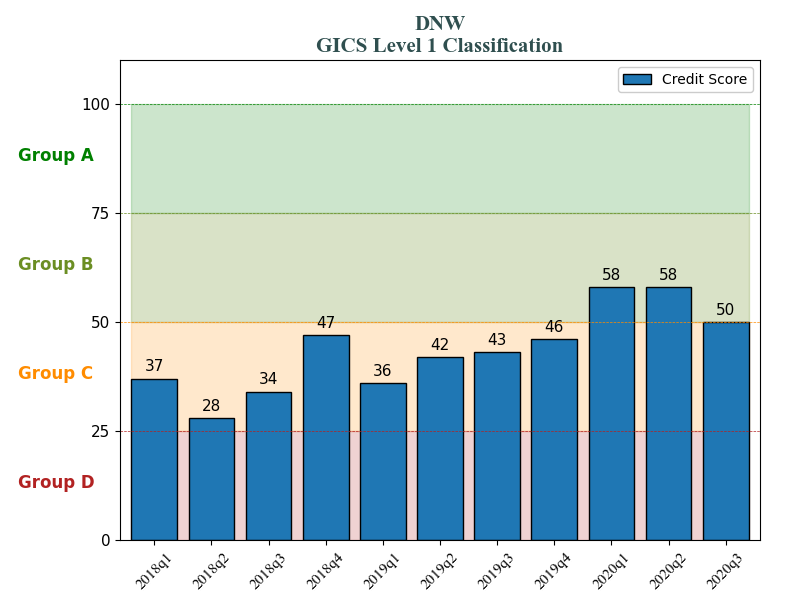 DNW
GICS Level 1 Classification
Credit Score
100
Group A
75
Group B
58 58
50
50
47 46
43
42
Group C
37
36
34
28
25
Group D
0
2018q1 2018q2 2018q3 2018q4 2019q1 2019q2 2019q3 2019q4 2020q1 2020q2 2020q3